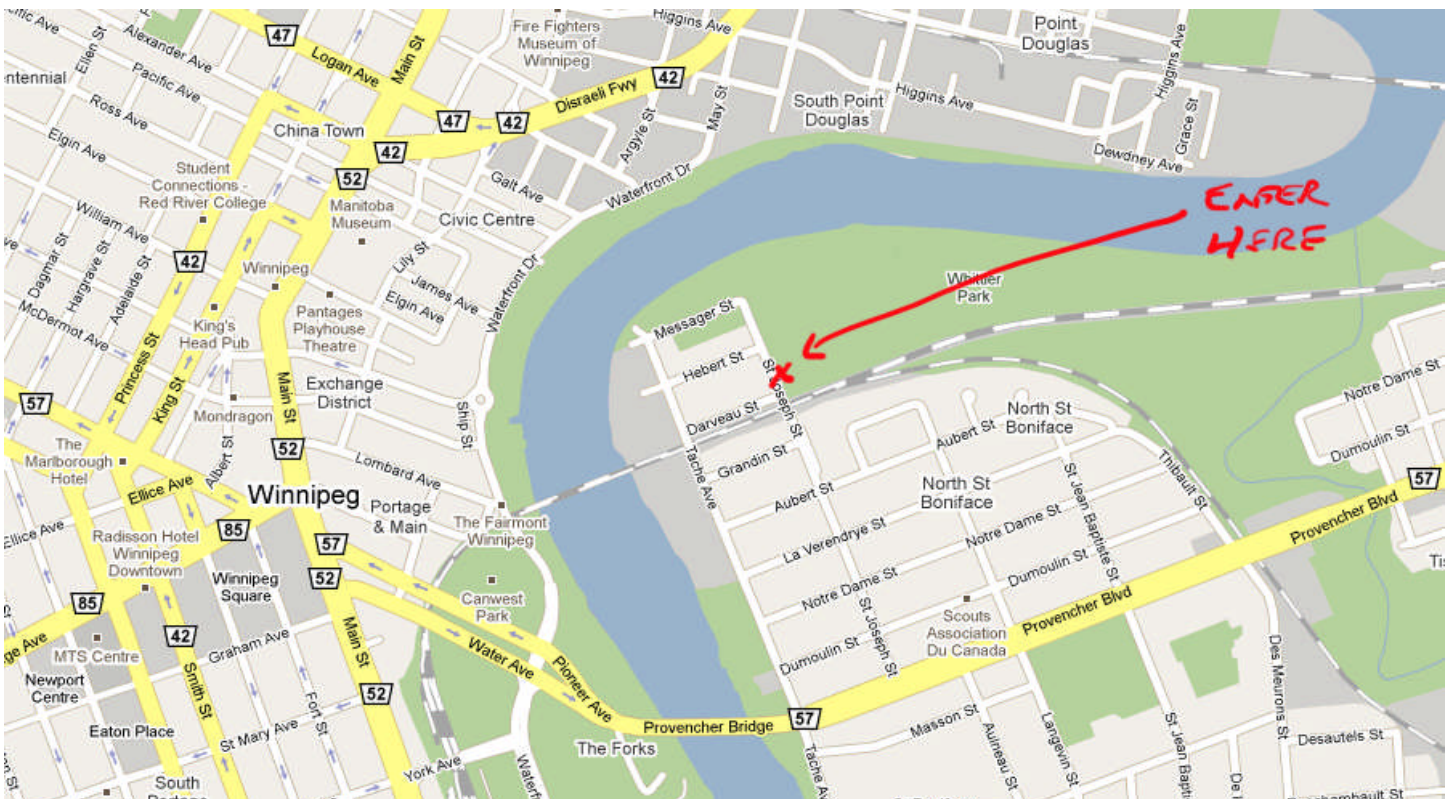 47
Logan Ave
Main St
Alexander Ave
Ellen St
Pacific Ave
entennial
Ross Ave
Elgin Ave
China Town
42
47
42
52
Disraeli Fwy
42
Fire Fighters
Museum of
Winnipeg
Higgins Ave
Argyle St
May St
South Point
Douglas
Higgins Ave
Point
Douglas
Higgins Ave
Grace St
Dewdney Ave
ENTER
HERE
Student
Connections -
Red River College
William Ave
Manitoba
Museum
Galt Ave
Civic Centre
Waterfront Dr
Waterfront Dr
42
Winnipeg
Lily St
James Ave
Elgin Ave
Dagmar St
Hargrave St
Adelaide St
McDermot Ave
King's
Head Pub
Pantages
Playhouse
Theatre
Princess St
King St
Main St
Exchange
District
Mondragon
Ship St
Whittier
Park
Messager St
Hebert St
St Joseph St
X
Darveau St
Tache Ave
Grandin St
Aubert St
Aubert St
North St
Boniface
North St
Boniface
La Verendrye St
Notre Dame St
Notre Dame St
Dumoulin St
Dumoulin St
St Jean Baptiste St
Thibault St
Notre Dame St
Dumoulin St
57
Provencher Blvd
Provencher Blvd
Tis
57
The
Marlborough
Hotel
Albert St
52
Lombard Ave
Ellice Ave
Ellice Ave
Winnipeg
Portage
& Main
The Fairmont
Winnipeg
85
57
52
Radisson Hotel
Winnipeg
Downtown
Winnipeg
Square
Canwest
Park
85
42
ge Ave
MTS Centre
Graham Ave
Main St
Water Ave
Pioneer Ave
Newport
Centre
Smith St
Fort St
52
Eaton Place
St Mary Ave
York Ave
South
The Forks
Provencher Bridge
57
St Joseph St
Scouts
Association
Du Canada
Masson St
Aulneau St
Langevin St
Tache Av
St Jean Bapti
Des Meurons St
Desautels St
De